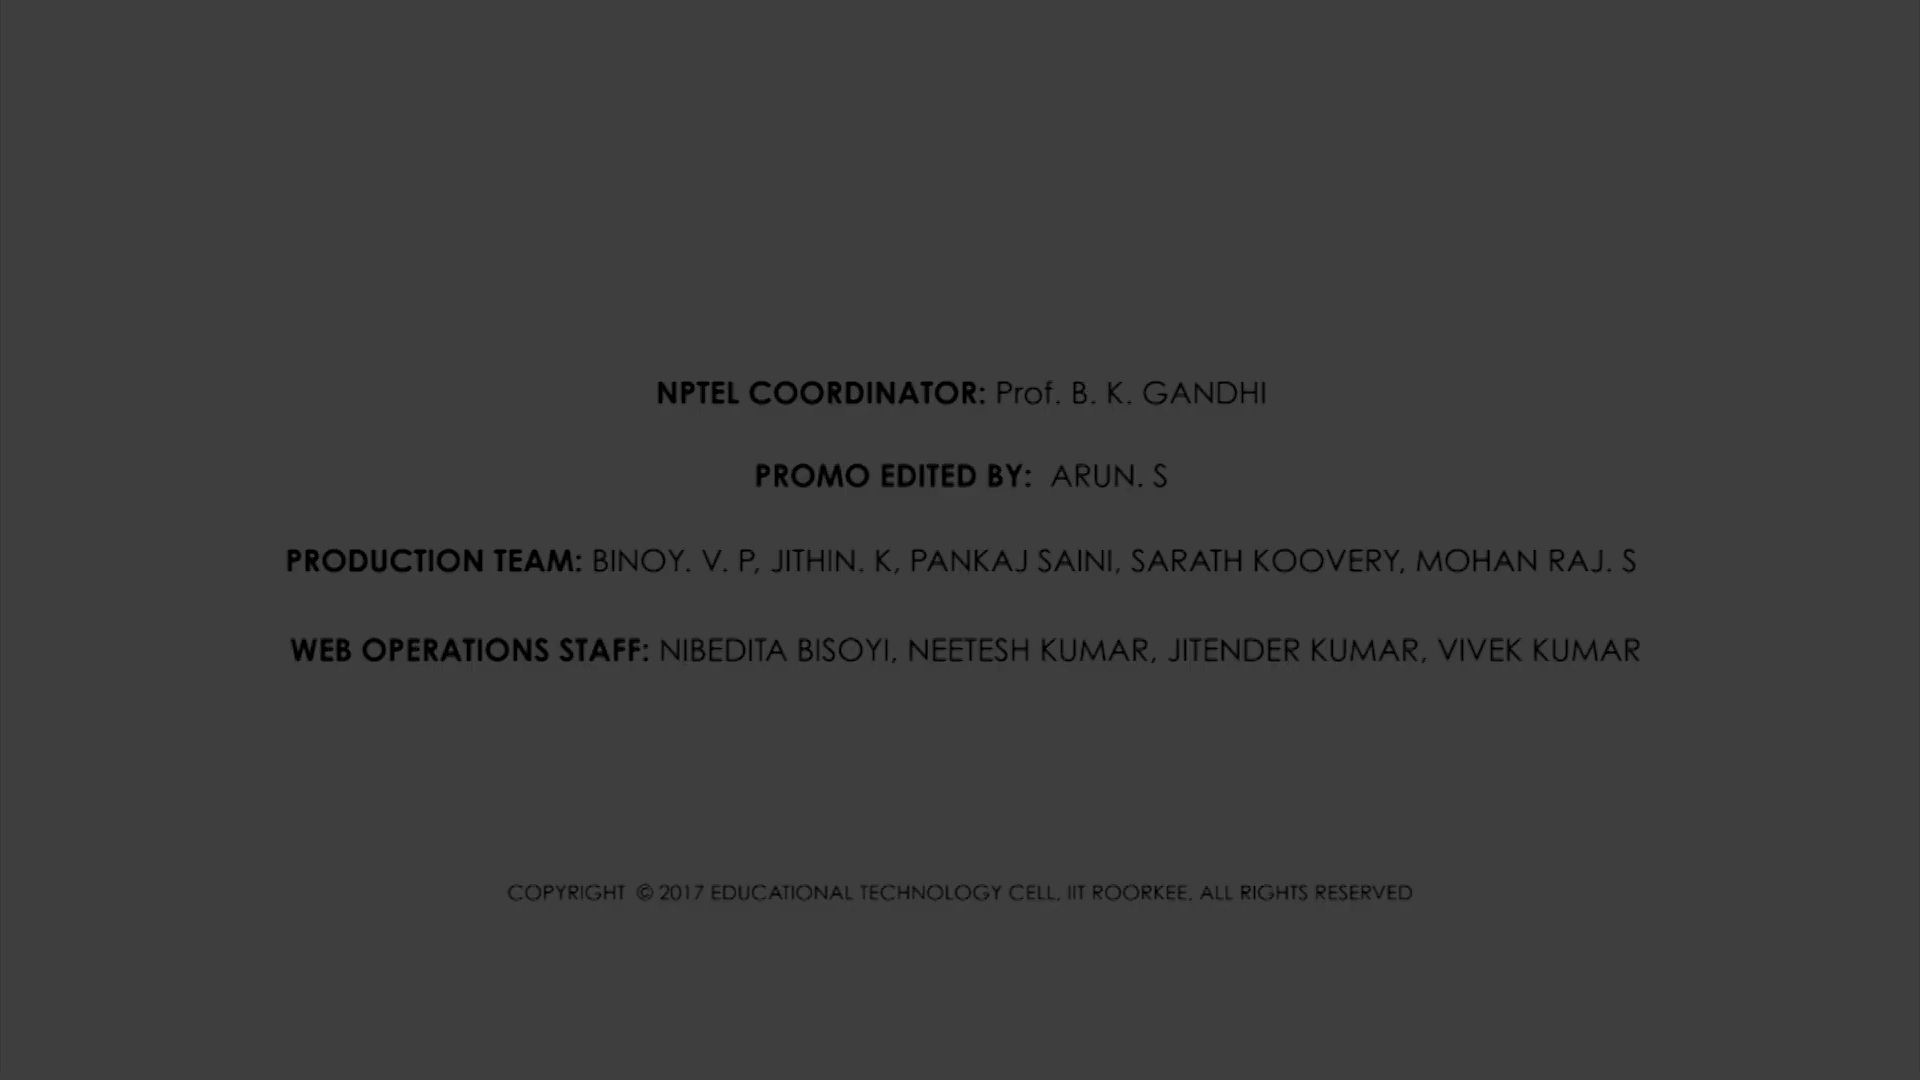 NPTEL COORDINATOR: Prof. B. K. GANDHI
PROMO EDITED BY: ARUN. S
PRODUCTION TEAM: BINOY. V. P, JITHIN. K, PANKAJ SAINI, SARATH KOOVERY, MOHAN RAJ. S
WEB OPERATIONS STAFF: NIBEDITA BISOYI, NEETESH KUMAR, JITENDER KUMAR, VIVEK KUMAR
COPYRIGHT © 2017 EDUCATIONAL TECHNOLOGY CELL, IIT ROORKEE. ALL RIGHTS RESERVED